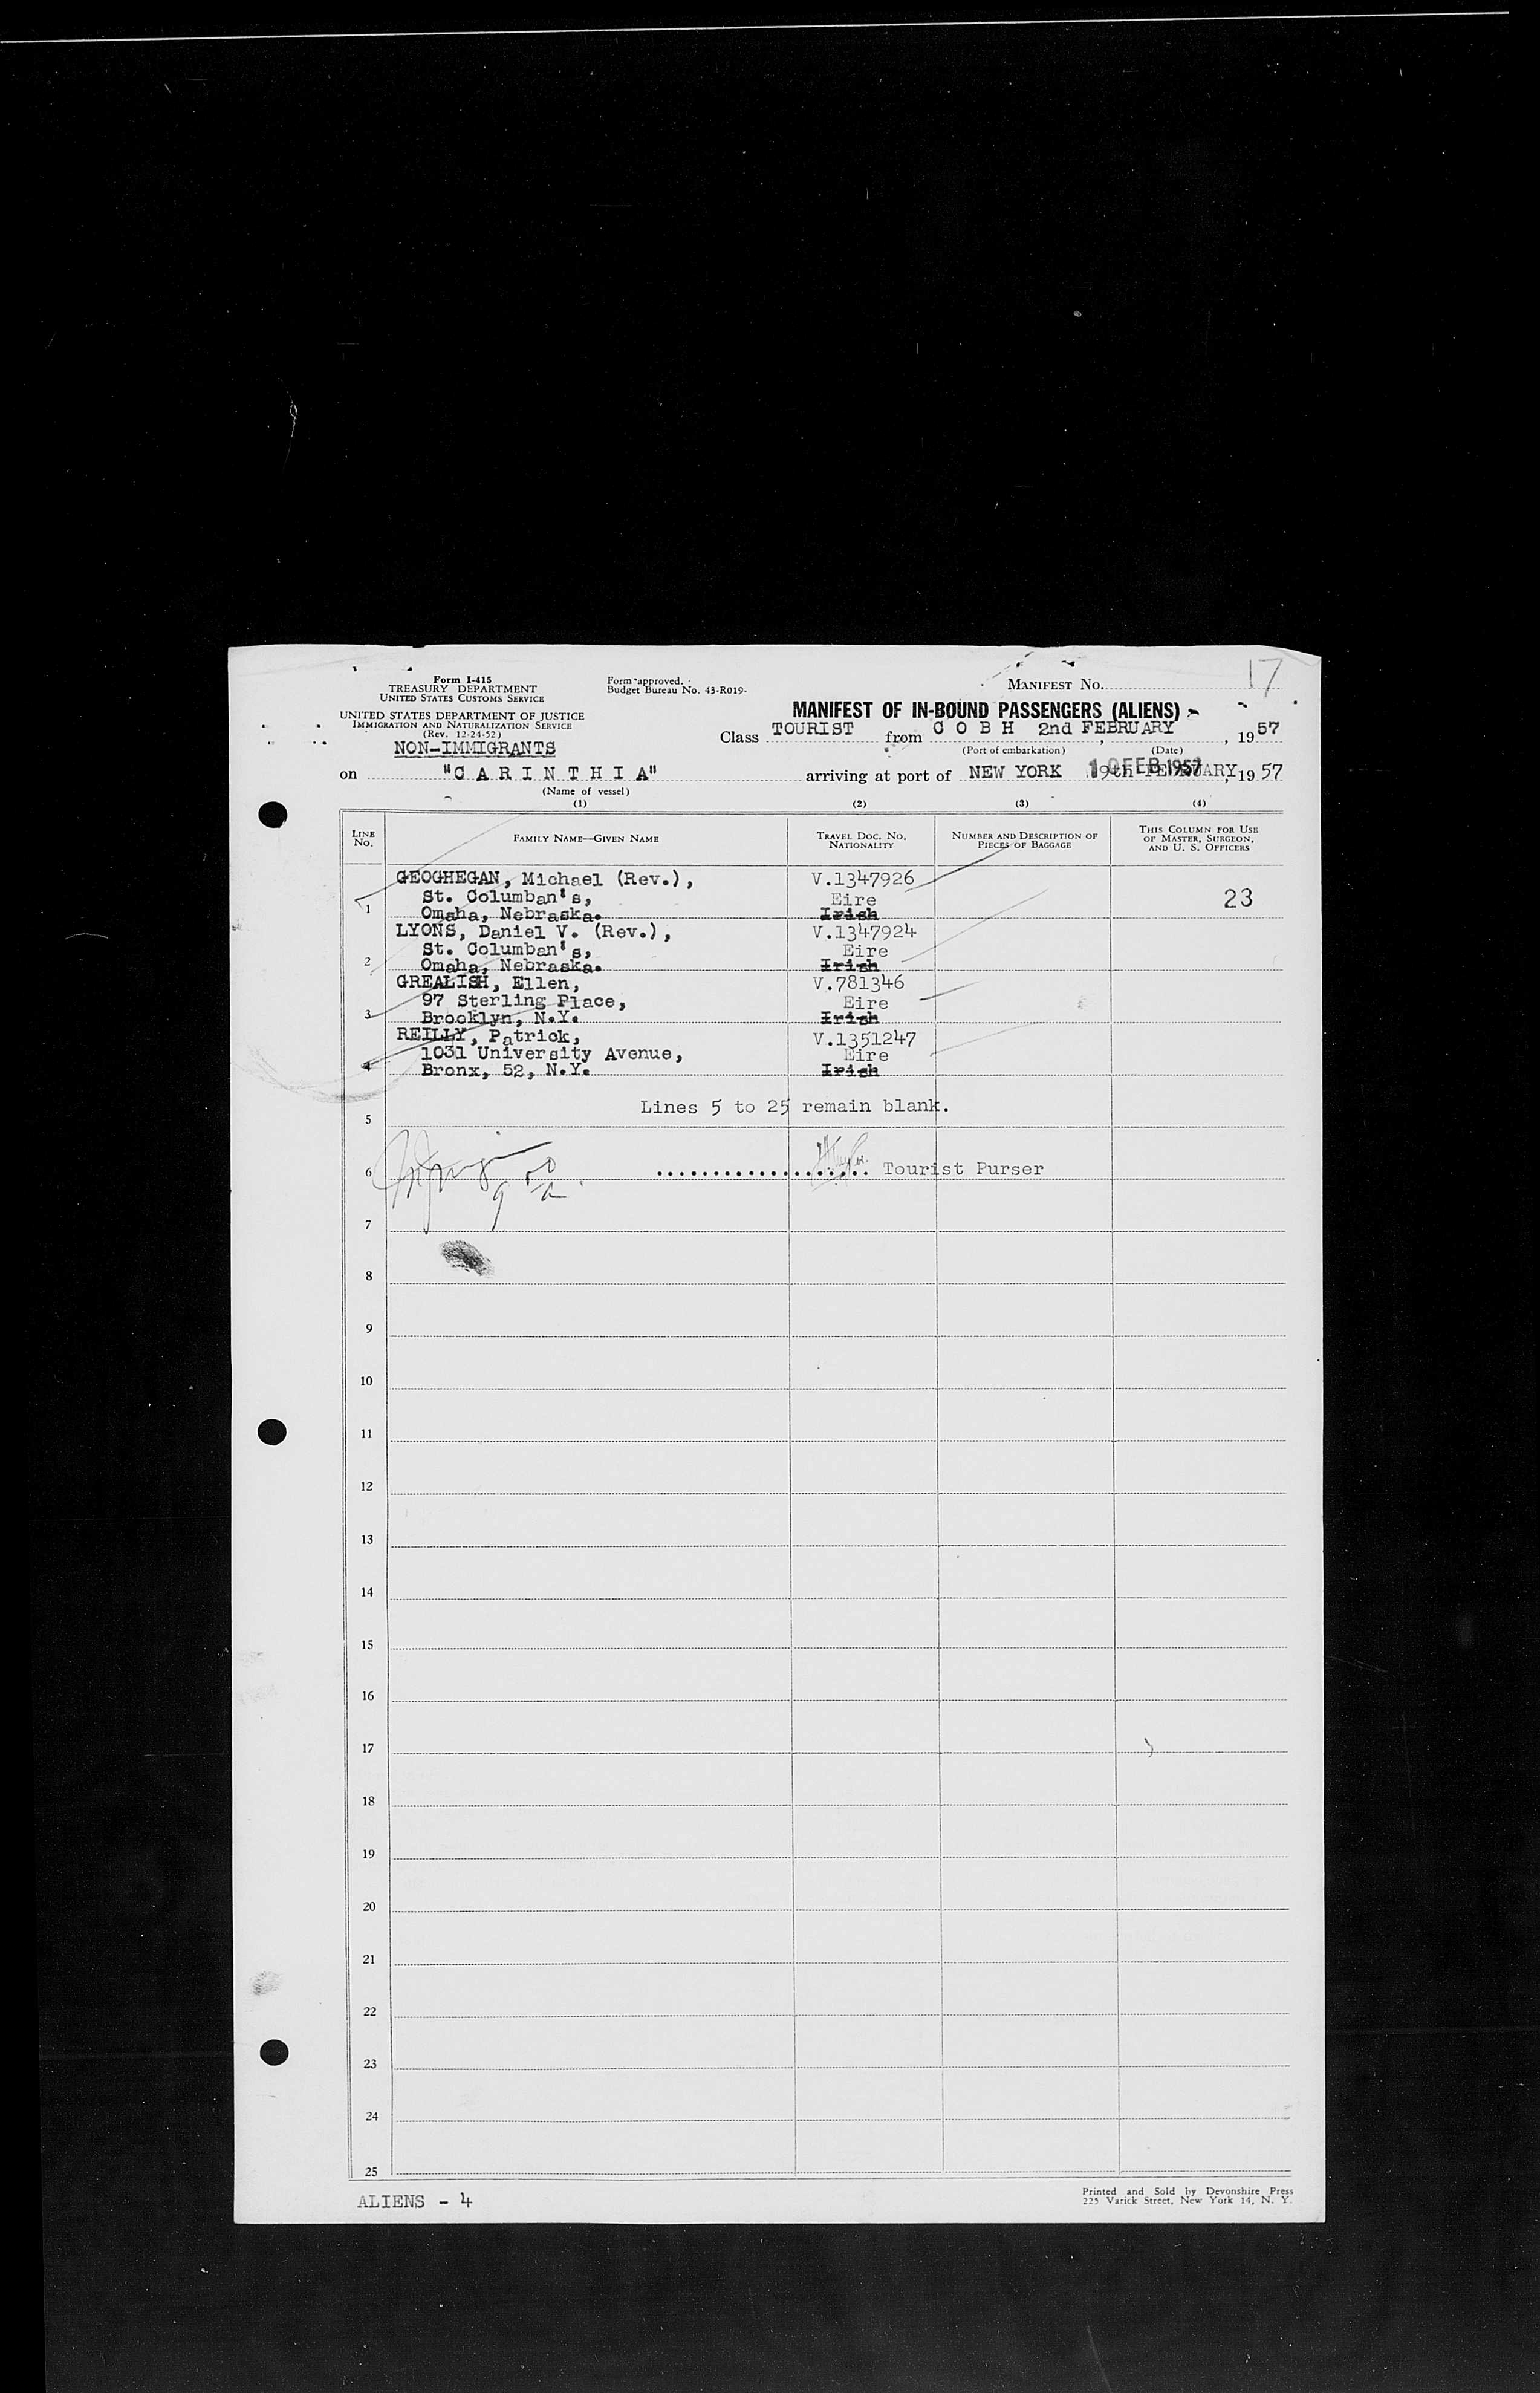 17
Form I-415
TREASURY DEPARTMENT
UNITED STATES CUSTOMS SERVICE
Form approved.
Budget Bureau No. 43-R019.
MANIFEST NO.
UNITED STATES DEPARTMENT OF JUSTICE
IMMIGRATION AND NATURALIZATION SERVICE
(Rev. 12-24-52)
NON-IMMIGRANTS
MANIFEST OF IN-BOUND PASSENGERS (ALIENS)
Class TOURIST from C O B H 2nd FEBRUARY, 1957
(Port of embarkation) (Date)
on "C A R I N T H I A" arriving at port of NEW YORK FEB 1957 FEBRUARY, 1957
(Name of vessel)
(1) (2) (3) (4)
LINE No. FAMILY NAME—GIVEN NAME TRAVEL DOC. NO. NATIONALITY NUMBER AND DESCRIPTION OF PIECES OF BAGGAGE THIS COLUMN FOR USE OF MASTER, SURGEON, AND U. S. OFFICERS
GEOGHEGAN, Michael (Rev.), V.1347926
St. Columban's, Eire 23
1 Omaha, Nebraska. Irish
LYONS, Daniel V. (Rev.), V.1347924
St. Columban's, Eire
2 Omaha, Nebraska. Irish
GREALISH, Ellen, V.781346
97 Sterling Place, Eire
3 Brooklyn, N.Y. Irish
REILLY, Patrick, V.1351247
1031 University Avenue, Eire
4 Bronx, 52, N.Y. Irish
Lines 5 to 25 remain blank.
5
6 .................... Tourist Purser
7
8
9
10
11
12
13
14
15
16
17
18
19
20
21
22
23
24
25
ALIENS - 4
Printed and Sold by Devonshire Press
225 Varick Street, New York 14, N. Y.